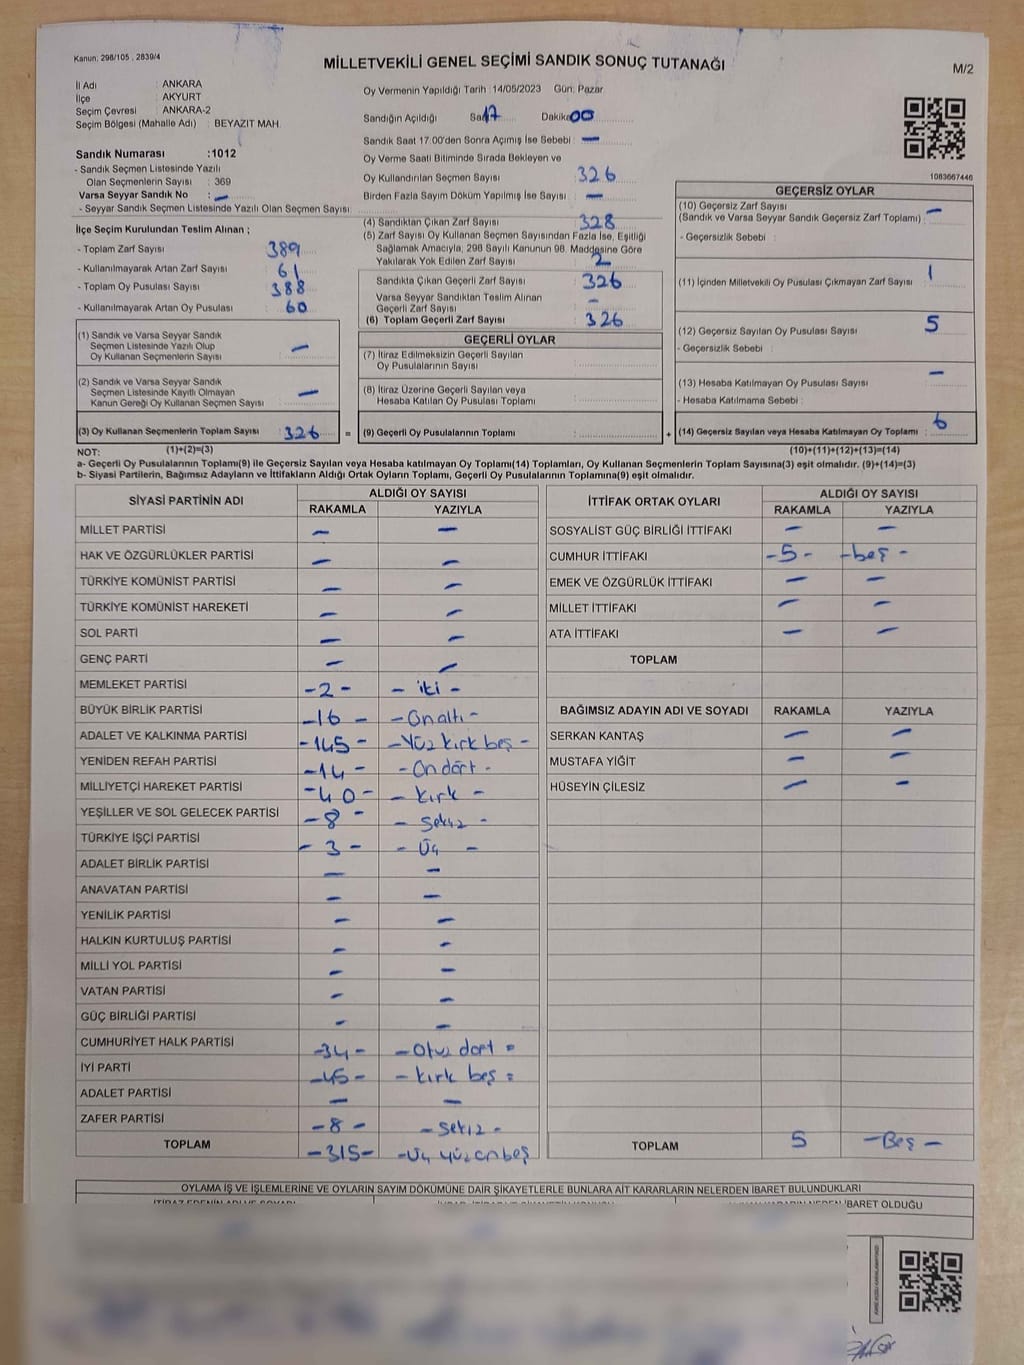 Kanun: 298/105 , 2839/4
MİLLETVEKİLİ GENEL SEÇİMİ SANDIK SONUÇ TUTANAĞI
M/2
İl Adı : ANKARA
İlçe : AKYURT
Seçim Çevresi : ANKARA-2
Seçim Bölgesi (Mahalle Adı) : BEYAZIT MAH.
Oy Vermenin Yapıldığı Tarih :14/05/2023 Gün: Pazar
Sandığın Açıldığı Saat 17 Dakika 00
Sandık Saat 17:00'den Sonra Açılmış İse Sebebi : -
Sandık Numarası :1012
- Sandık Seçmen Listesinde Yazılı
Olan Seçmenlerin Sayısı : 369
Varsa Seyyar Sandık No : -
- Seyyar Sandık Seçmen Listesinde Yazılı Olan Seçmen Sayısı:
Oy Verme Saati Bitiminde Sırada Bekleyen ve
Oy Kullandırılan Seçmen Sayısı : 326
Birden Fazla Sayım Döküm Yapılmış İse Sayısı : -
1083667446
İlçe Seçim Kurulundan Teslim Alınan ;
- Toplam Zarf Sayısı : 389
- Kullanılmayarak Artan Zarf Sayısı : 61
- Toplam Oy Pusulası Sayısı : 388
- Kullanılmayarak Artan Oy Pusulası : 60
(4) Sandıktan Çıkan Zarf Sayısı : 328
(5) Zarf Sayısı Oy Kullanan Seçmen Sayısından Fazla İse, Eşitliği
Sağlamak Amacıyla, 298 Sayılı Kanunun 98. Maddesine Göre
Yakılarak Yok Edilen Zarf Sayısı : 2
Sandıkta Çıkan Geçerli Zarf Sayısı : 326
Varsa Seyyar Sandıktan Teslim Alınan
Geçerli Zarf Sayısı : -
(6) Toplam Geçerli Zarf Sayısı : 326
GEÇERSİZ OYLAR
(10) Geçersiz Zarf Sayısı
(Sandık ve Varsa Seyyar Sandık Geçersiz Zarf Toplamı) : -
- Geçersizlik Sebebi :
(11) İçinden Milletvekili Oy Pusulası Çıkmayan Zarf Sayısı : 1
(12) Geçersiz Sayılan Oy Pusulası Sayısı : 5
- Geçersizlik Sebebi :
(13) Hesaba Katılmayan Oy Pusulası Sayısı : -
- Hesaba Katılmama Sebebi :
(14) Geçersiz Sayılan veya Hesaba Katılmayan Oy Toplamı : 6
(1) Sandık ve Varsa Seyyar Sandık
Seçmen Listesinde Yazılı Olup
Oy Kullanan Seçmenlerin Sayısı : -
(2) Sandık ve Varsa Seyyar Sandık
Seçmen Listesinde Kayıtlı Olmayan
Kanun Gereği Oy Kullanan Seçmen Sayısı : -
(3) Oy Kullanan Seçmenlerin Toplam Sayısı : 326 =
GEÇERLİ OYLAR
(7) İtiraz Edilmeksizin Geçerli Sayılan
Oy Pusulalarının Sayısı :
(8) İtiraz Üzerine Geçerli Sayılan veya
Hesaba Katılan Oy Pusulası Toplamı :
(9) Geçerli Oy Pusulalarının Toplamı : +
NOT: (1)+(2)=(3) (10)+(11)+(12)+(13)=(14)
a- Geçerli Oy Pusulalarının Toplamı(9) ile Geçersiz Sayılan veya Hesaba katılmayan Oy Toplamı(14) Toplamları, Oy Kullanan Seçmenlerin Toplam Sayısına(3) eşit olmalıdır. (9)+(14)=(3)
b- Siyasi Partilerin, Bağımsız Adayların ve İttifakların Aldığı Ortak Oyların Toplamı, Geçerli Oy Pusulalarının Toplamına(9) eşit olmalıdır.
SİYASİ PARTİNİN ADI ALDIĞI OY SAYISI
RAKAMLA YAZIYLA
MİLLET PARTİSİ - -
HAK VE ÖZGÜRLÜKLER PARTİSİ - -
TÜRKİYE KOMÜNİST PARTİSİ - -
TÜRKİYE KOMÜNİST HAREKETİ - -
SOL PARTİ - -
GENÇ PARTİ - -
MEMLEKET PARTİSİ -2- - iki -
BÜYÜK BİRLİK PARTİSİ -16- -Onaltı-
ADALET VE KALKINMA PARTİSİ -145- -Yüz kırk beş-
YENİDEN REFAH PARTİSİ -14- -On dört-
MİLLİYETÇİ HAREKET PARTİSİ -40- - kırk -
YEŞİLLER VE SOL GELECEK PARTİSİ -8- - Sekiz -
TÜRKİYE İŞÇİ PARTİSİ - 3 - - Üç -
ADALET BİRLİK PARTİSİ - -
ANAVATAN PARTİSİ - -
YENİLİK PARTİSİ - -
HALKIN KURTULUŞ PARTİSİ - -
MİLLİ YOL PARTİSİ - -
VATAN PARTİSİ - -
GÜÇ BİRLİĞİ PARTİSİ - -
CUMHURİYET HALK PARTİSİ -34- -Otuz dört-
İYİ PARTİ -45- - kırk beş -
ADALET PARTİSİ - -
ZAFER PARTİSİ -8- - Sekiz -
TOPLAM -315- -Üç yüz on beş
İTTİFAK ORTAK OYLARI ALDIĞI OY SAYISI
RAKAMLA YAZIYLA
SOSYALİST GÜÇ BİRLİĞİ İTTİFAKI - -
CUMHUR İTTİFAKI -5- -beş-
EMEK VE ÖZGÜRLÜK İTTİFAKI - -
MİLLET İTTİFAKI - -
ATA İTTİFAKI - -
TOPLAM
BAĞIMSIZ ADAYIN ADI VE SOYADI RAKAMLA YAZIYLA
SERKAN KANTAŞ - -
MUSTAFA YİĞİT - -
HÜSEYİN ÇİLESİZ - -
TOPLAM 5 -Beş-
OYLAMA İŞ VE İŞLEMLERİNE VE OYLARIN SAYIM DÖKÜMÜNE DAİR ŞİKAYETLERLE BUNLARA AİT KARARLARIN NELERDEN İBARET BULUNDUKLARI
İBARET OLDUĞU